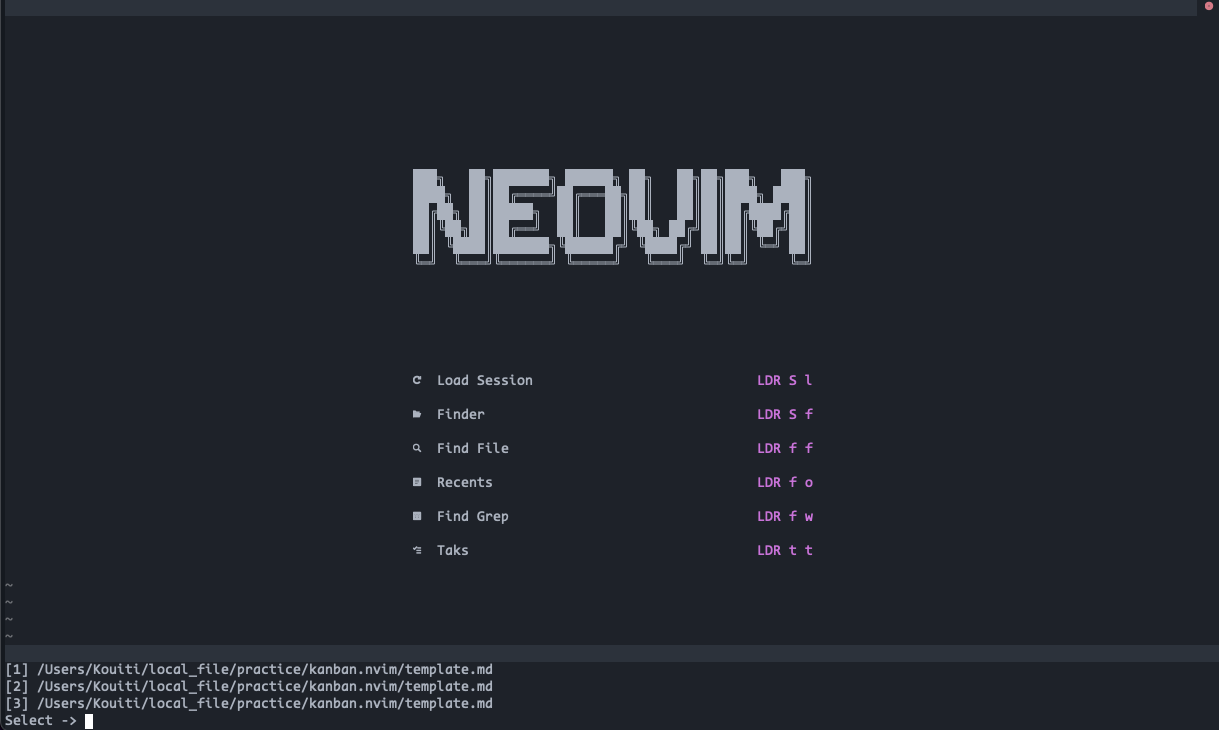 NEOVIM
Load Session LDR S l
Finder LDR S f
Find File LDR f f
Recents LDR f o
Find Grep LDR f w
Taks LDR t t
~
~
~
~
[1] /Users/Kouiti/local_file/practice/kanban.nvim/template.md
[2] /Users/Kouiti/local_file/practice/kanban.nvim/template.md
[3] /Users/Kouiti/local_file/practice/kanban.nvim/template.md
Select ->